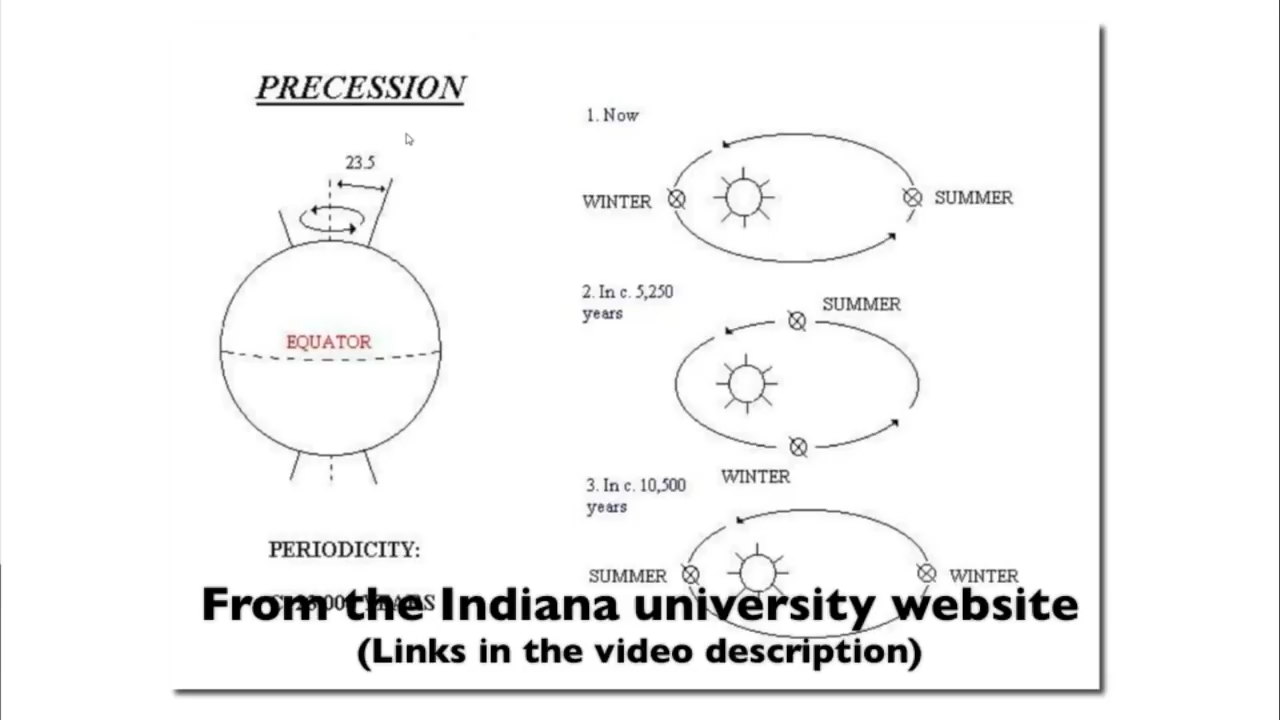 PRECESSION
23.5
EQUATOR
PERIODICITY:
1. Now
WINTER
SUMMER
2. In c. 5,250
years
SUMMER
WINTER
3. In c. 10,500
years
SUMMER
WINTER
From the Indiana university website
(Links in the video description)